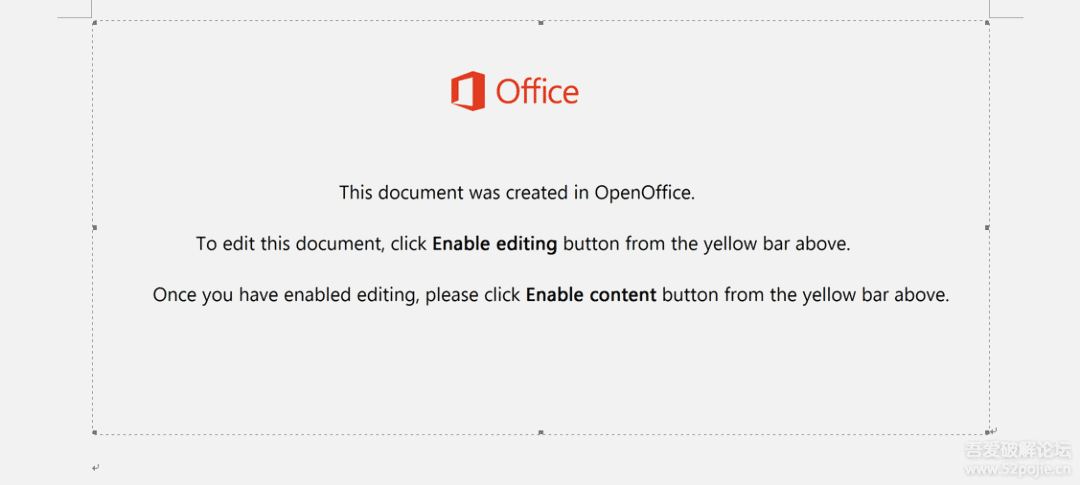 Office
This document was created in OpenOffice.
To edit this document, click Enable editing button from the yellow bar above.
Once you have enabled editing, please click Enable content button from the yellow bar above.
吾爱破解论坛
www.52pojie.cn